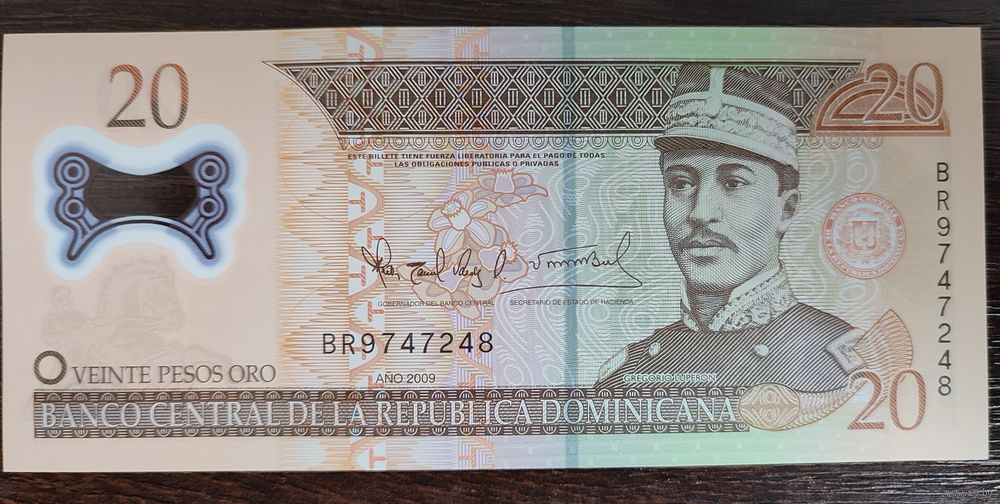 20
20
ESTE BILLETE TIENE FUERZA LIBERATORIA PARA EL PAGO DE TODAS
LAS OBLIGACIONES PUBLICAS O PRIVADAS
BR9747248
GOBERNADOR DEL BANCO CENTRAL
SECRETARIO DE ESTADO DE HACIENDA
BR9747248
VEINTE PESOS ORO
AÑO 2009
GREGORIO LUPERON
BANCO CENTRAL DE LA REPUBLICA DOMINICANA
20